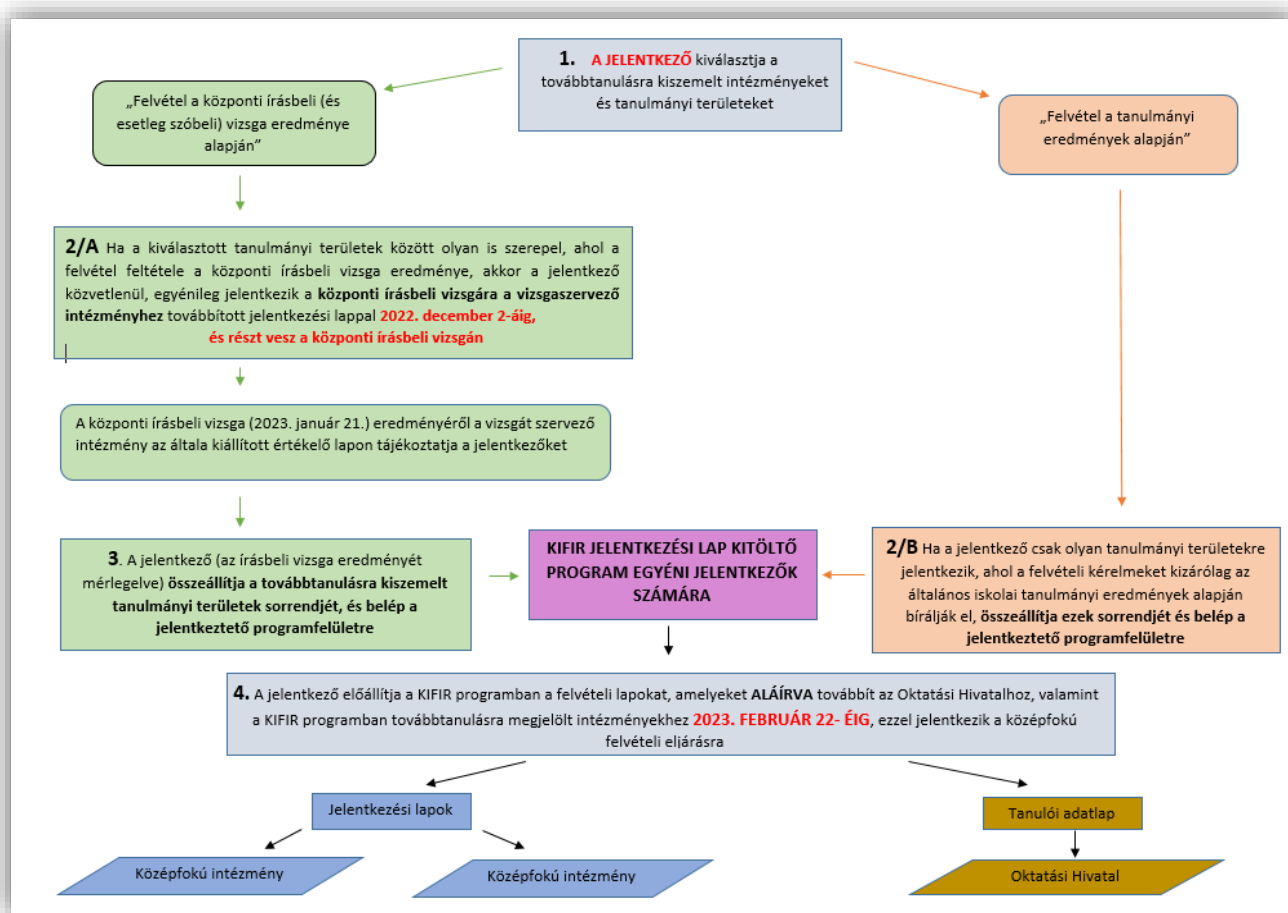 1. A JELENTKEZŐ kiválasztja a
továbbtanulásra kiszemelt intézményeket
és tanulmányi területeket
„Felvétel a központi írásbeli (és
esetleg szóbeli) vizsga eredménye
alapján”
„Felvétel a tanulmányi
eredmények alapján”
2/A Ha a kiválasztott tanulmányi területek között olyan is szerepel, ahol a
felvétel feltétele a központi írásbeli vizsga eredménye, akkor a jelentkező
közvetlenül, egyénileg jelentkezik a központi írásbeli vizsgára a vizsgaszervező
intézményhez továbbított jelentkezési lappal 2022. december 2-áig,
és részt vesz a központi írásbeli vizsgán
A központi írásbeli vizsga (2023. január 21.) eredményéről a vizsgát szervező
intézmény az általa kiállított értékelő lapon tájékoztatja a jelentkezőket
3. A jelentkező (az írásbeli vizsga eredményét
mérlegelve) összeállítja a továbbtanulásra kiszemelt
tanulmányi területek sorrendjét, és belép a
jelentkeztető programfelületre
KIFIR JELENTKEZÉSI LAP KITÖLTŐ
PROGRAM EGYÉNI JELENTKEZŐK
SZÁMÁRA
2/B Ha a jelentkező csak olyan tanulmányi területekre
jelentkezik, ahol a felvételi kérelmeket kizárólag az
általános iskolai tanulmányi eredmények alapján
bírálják el, összeállítja ezek sorrendjét és belép a
jelentkeztető programfelületre
4. A jelentkező előállítja a KIFIR programban a felvételi lapokat, amelyeket ALÁÍRVA továbbít az Oktatási Hivatalhoz, valamint
a KIFIR programban továbbtanulásra megjelölt intézményekhez 2023. FEBRUÁR 22- ÉIG, ezzel jelentkezik a középfokú
felvételi eljárásra
Jelentkezési lapok
Tanulói adatlap
Középfokú intézmény
Középfokú intézmény
Oktatási Hivatal